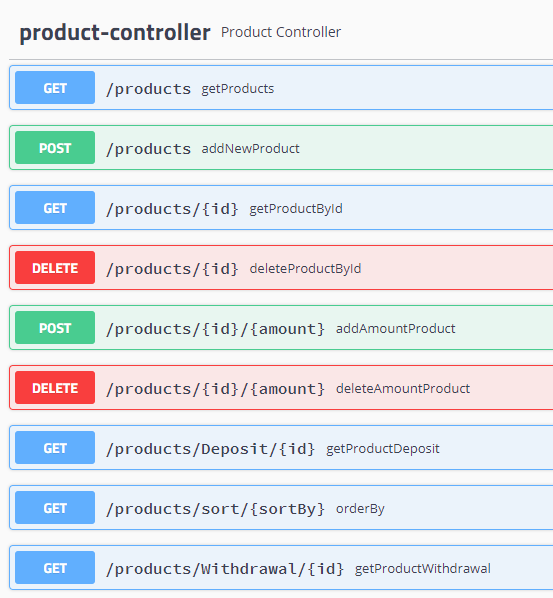 product-controller Product Controller
GET /products getProducts
POST /products addNewProduct
GET /products/{id} getProductById
DELETE /products/{id} deleteProductById
POST /products/{id}/{amount} addAmountProduct
DELETE /products/{id}/{amount} deleteAmountProduct
GET /products/Deposit/{id} getProductDeposit
GET /products/sort/{sortBy} orderBy
GET /products/Withdrawal/{id} getProductWithdrawal